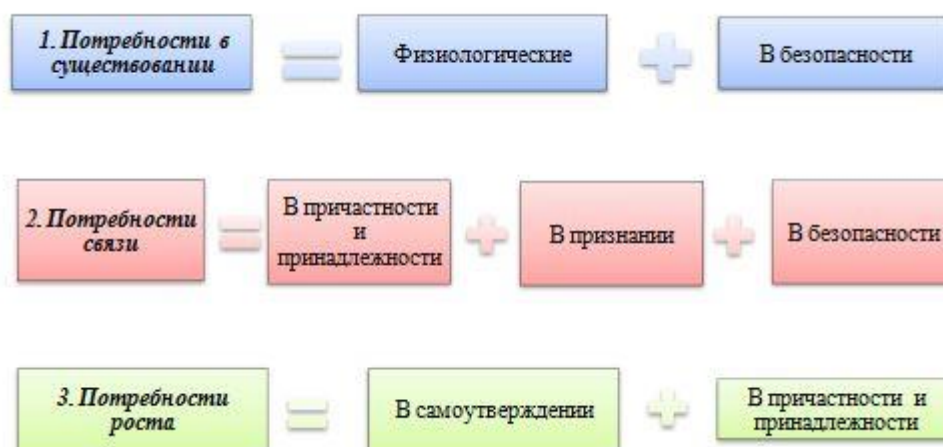 1. Потребности в
существовании
Физиологические
В безопасности
2. Потребности
связи
В причастности
и
принадлежности
В признании
В безопасности
3. Потребности
роста
В самоутверждении
В причастности и
принадлежности